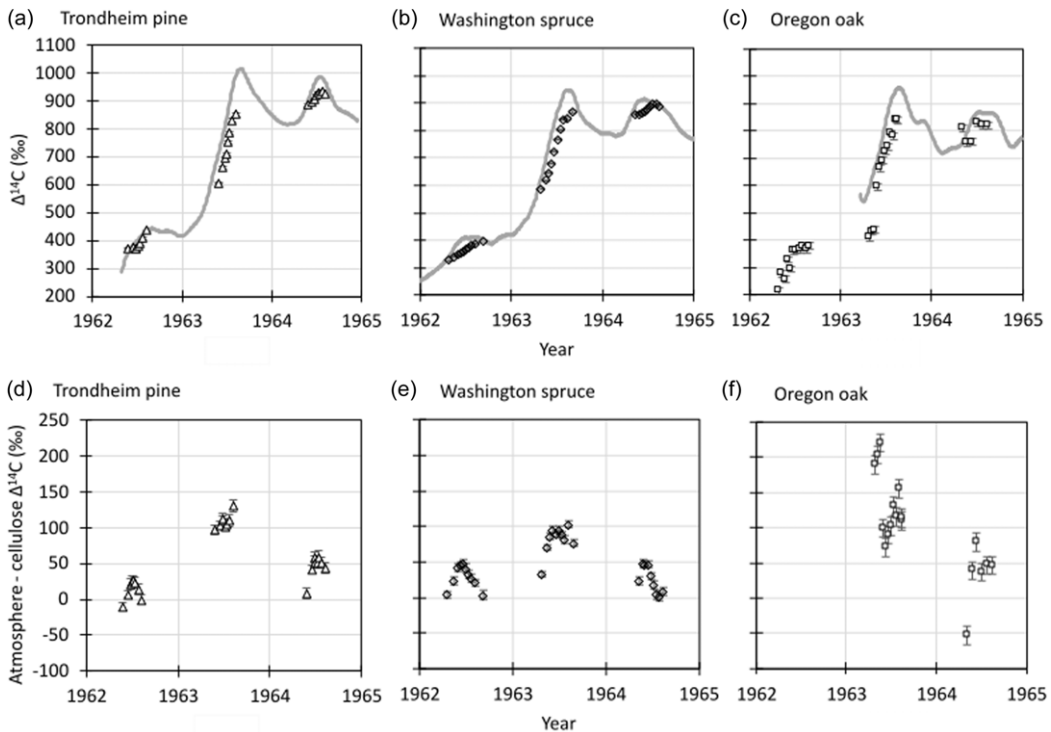 (a) Trondheim pine (b) Washington spruce (c) Oregon oak
1100
1000
900
800
700
600
500
400
300
200
Δ¹⁴C (‰)
1962 1963 1964 1965 1962 1963 1964 1965 1962 1963 1964 1965
Year
(d) Trondheim pine (e) Washington spruce (f) Oregon oak
250
200
150
100
50
0
-50
-100
Atmosphere - cellulose Δ¹⁴C (‰)
1962 1963 1964 1965 1962 1963 1964 1965 1962 1963 1964 1965
Year